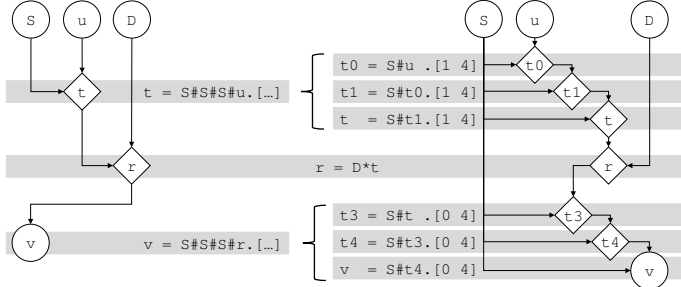 S u D S u D
t0 = S#u .[1 4] t0
t t = S#S#S#u.[…] t1 = S#t0.[1 4] t1
t = S#t1.[1 4] t
r r = D*t r
t3 = S#t .[0 4] t3
v v = S#S#S#r.[…] t4 = S#t3.[0 4] t4
v = S#t4.[0 4] v